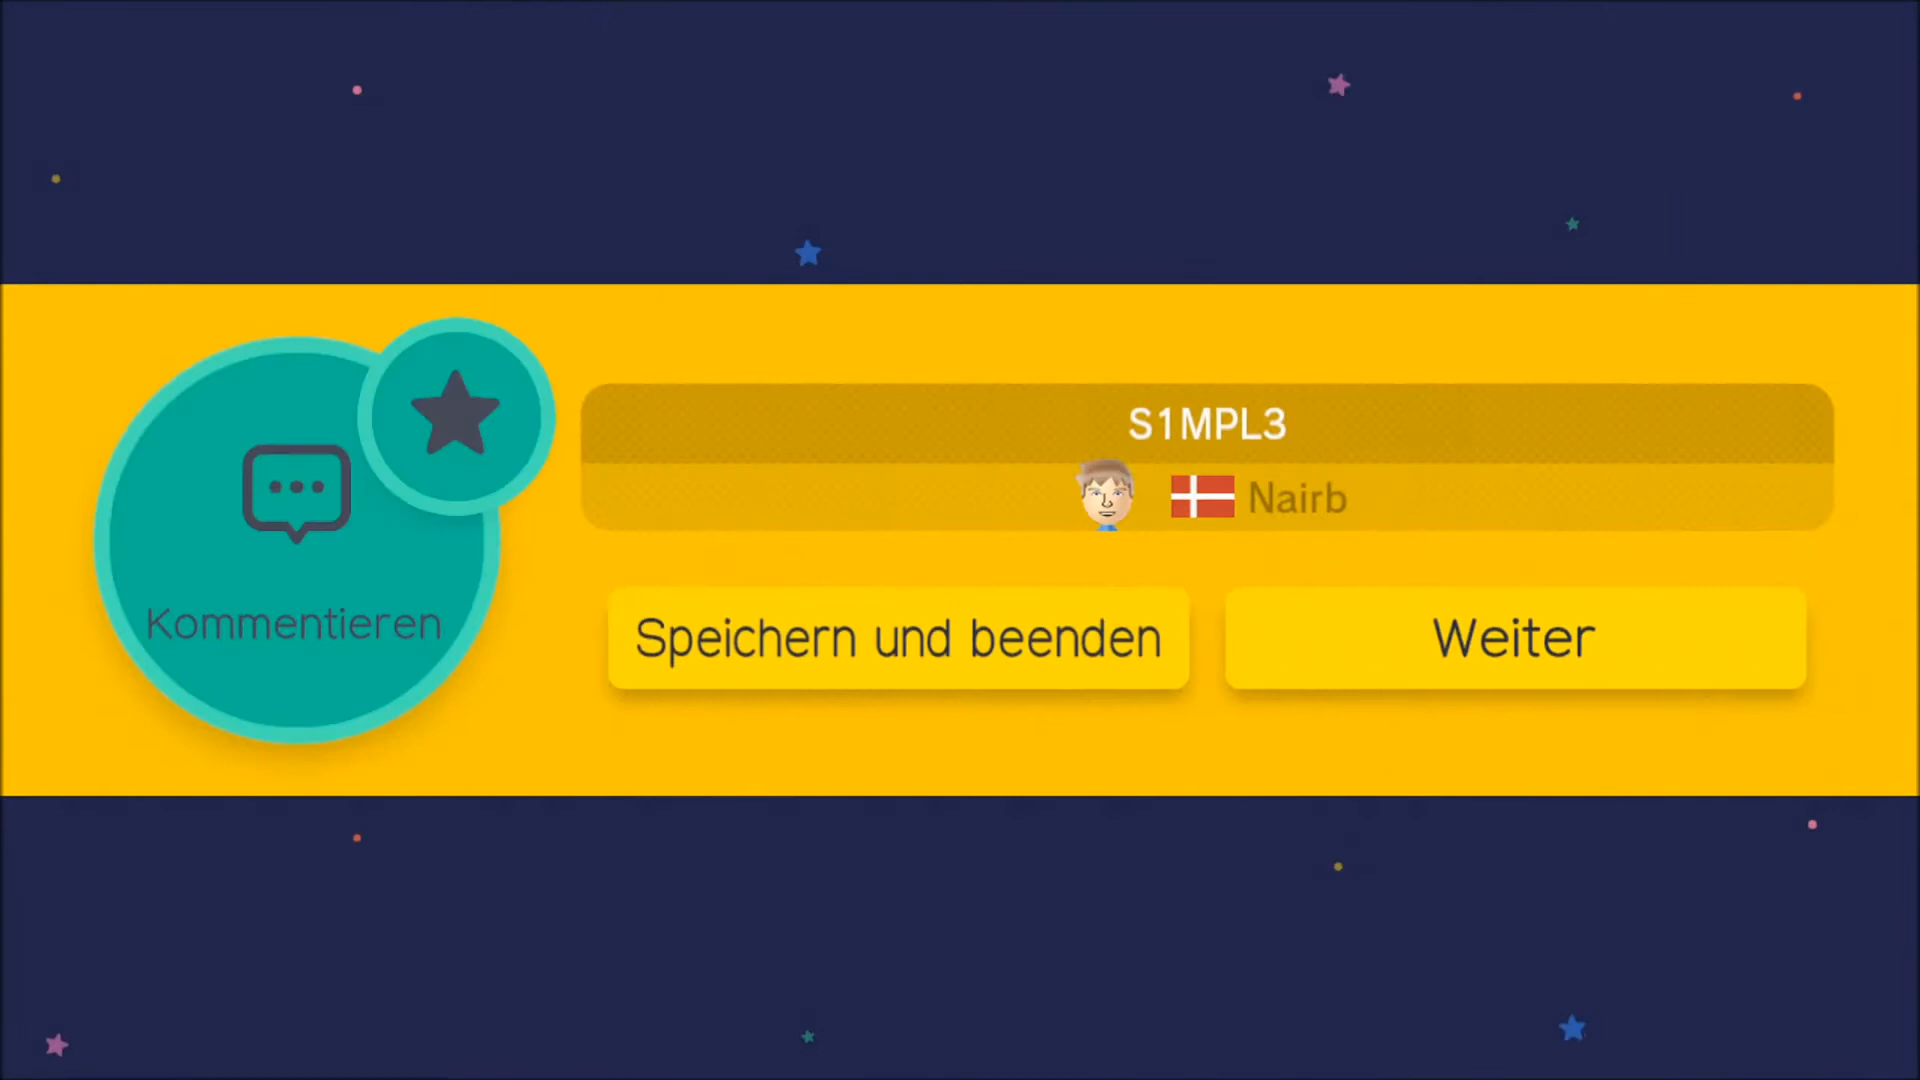 S1MPL3
Nairb
Kommentieren
Speichern und beenden
Weiter